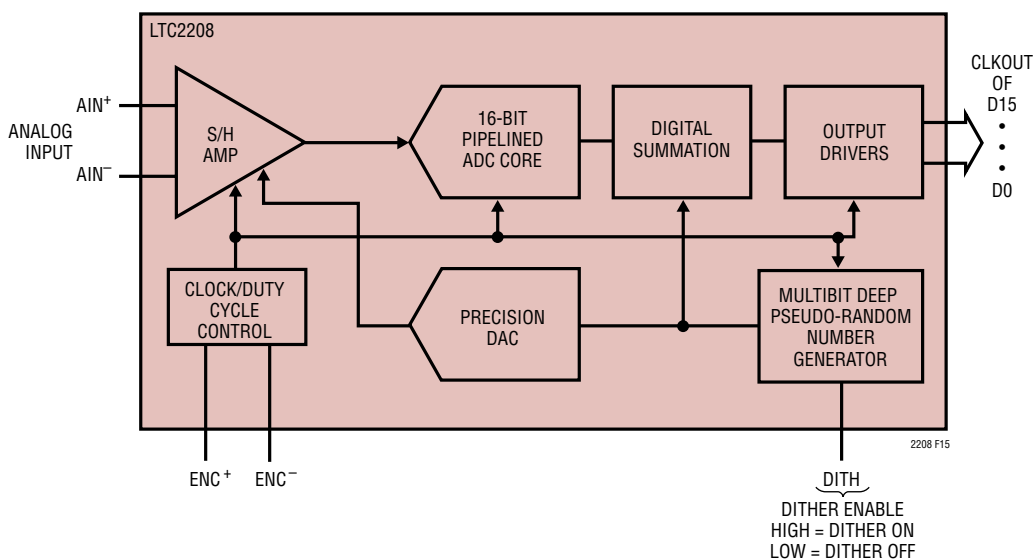 LTC2208
AIN+
ANALOG
INPUT
AIN−
S/H
AMP
16-BIT
PIPELINED
ADC CORE
DIGITAL
SUMMATION
OUTPUT
DRIVERS
CLKOUT
OF
D15
•
•
•
D0
CLOCK/DUTY
CYCLE
CONTROL
PRECISION
DAC
MULTIBIT DEEP
PSEUDO-RANDOM
NUMBER
GENERATOR
2208 F15
ENC+
ENC−
DITH
DITHER ENABLE
HIGH = DITHER ON
LOW = DITHER OFF